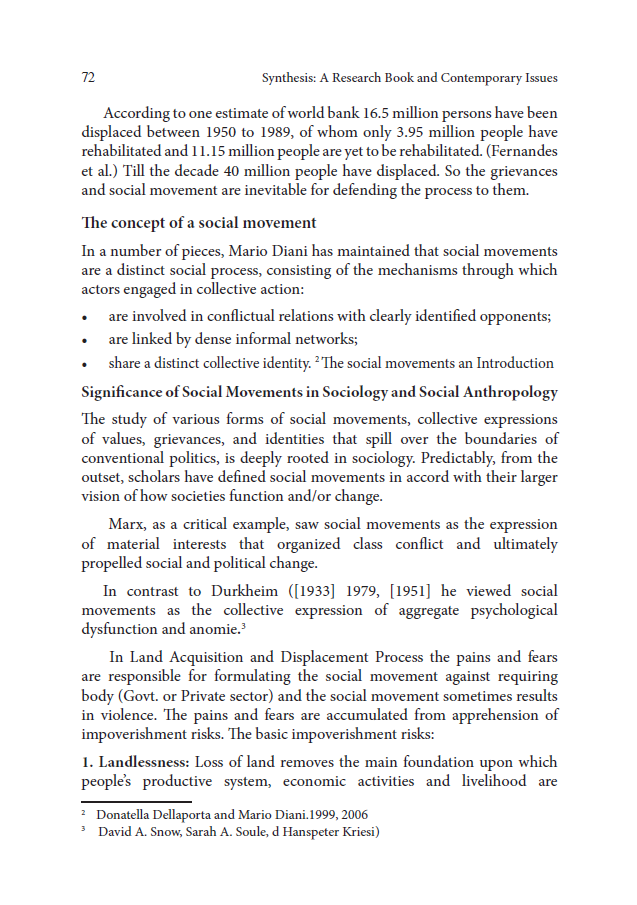 72 Synthesis: A Research Book and Contemporary Issues
According to one estimate of world bank 16.5 million persons have been
displaced between 1950 to 1989, of whom only 3.95 million people have
rehabilitated and 11.15 million people are yet to be rehabilitated. (Fernandes
et al.) Till the decade 40 million people have displaced. So the grievances
and social movement are inevitable for defending the process to them.
The concept of a social movement
In a number of pieces, Mario Diani has maintained that social movements
are a distinct social process, consisting of the mechanisms through which
actors engaged in collective action:
• are involved in conflictual relations with clearly identified opponents;
• are linked by dense informal networks;
• share a distinct collective identity. ²The social movements an Introduction
Significance of Social Movements in Sociology and Social Anthropology
The study of various forms of social movements, collective expressions
of values, grievances, and identities that spill over the boundaries of
conventional politics, is deeply rooted in sociology. Predictably, from the
outset, scholars have defined social movements in accord with their larger
vision of how societies function and/or change.
Marx, as a critical example, saw social movements as the expression
of material interests that organized class conflict and ultimately
propelled social and political change.
In contrast to Durkheim ([1933] 1979, [1951] he viewed social
movements as the collective expression of aggregate psychological
dysfunction and anomie.³
In Land Acquisition and Displacement Process the pains and fears
are responsible for formulating the social movement against requiring
body (Govt. or Private sector) and the social movement sometimes results
in violence. The pains and fears are accumulated from apprehension of
impoverishment risks. The basic impoverishment risks:
1. Landlessness: Loss of land removes the main foundation upon which
people's productive system, economic activities and livelihood are
² Donatella Dellaporta and Mario Diani.1999, 2006
³ David A. Snow, Sarah A. Soule, d Hanspeter Kriesi)